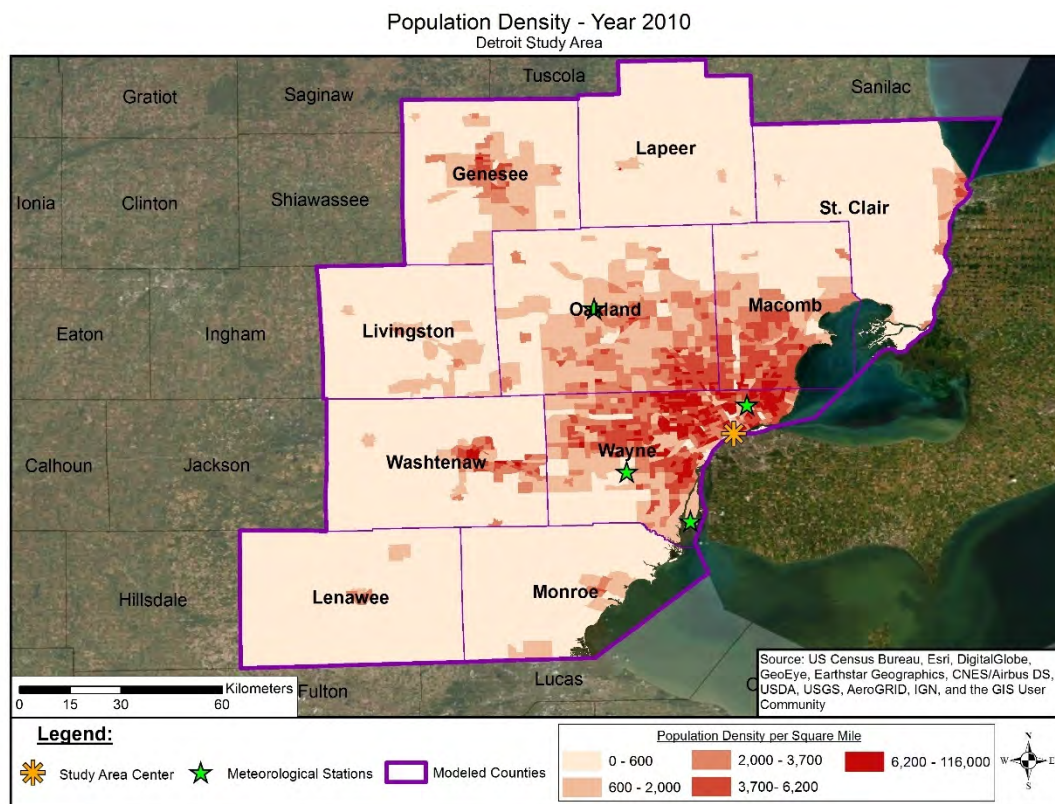 Population Density - Year 2010
Detroit Study Area
Tuscola
Sanilac
Gratiot
Saginaw
Lapeer
Genesee
Ionia
Clinton
Shiawassee
St. Clair
Oakland
Macomb
Livingston
Eaton
Ingham
Wayne
Washtenaw
Calhoun
Jackson
Hillsdale
Lenawee
Monroe
Fulton
Lucas
Kilometers
0 15 30 60
Source: US Census Bureau, Esri, DigitalGlobe,
GeoEye, Earthstar Geographics, CNES/Airbus DS,
USDA, USGS, AeroGRID, IGN, and the GIS User
Community
Legend:
Study Area Center
Meteorological Stations
Modeled Counties
Population Density per Square Mile
0 - 600
2,000 - 3,700
6,200 - 116,000
600 - 2,000
3,700- 6,200
N
W
E
S